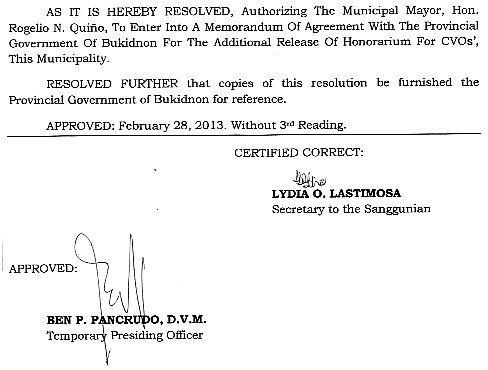 AS IT IS HEREBY RESOLVED, Authorizing The Municipal Mayor, Hon.
Rogelio N. Quiño, To Enter Into A Memorandum Of Agreement With The Provincial
Government Of Bukidnon For The Additional Release Of Honorarium For CVOs',
This Municipality.
RESOLVED FURTHER that copies of this resolution be furnished the
Provincial Government of Bukidnon for reference.
APPROVED: February 28, 2013. Without 3rd Reading.
CERTIFIED CORRECT:
LYDIA O. LASTIMOSA
Secretary to the Sanggunian
APPROVED:
BEN P. PANCRUDO, D.V.M.
Temporary Presiding Officer